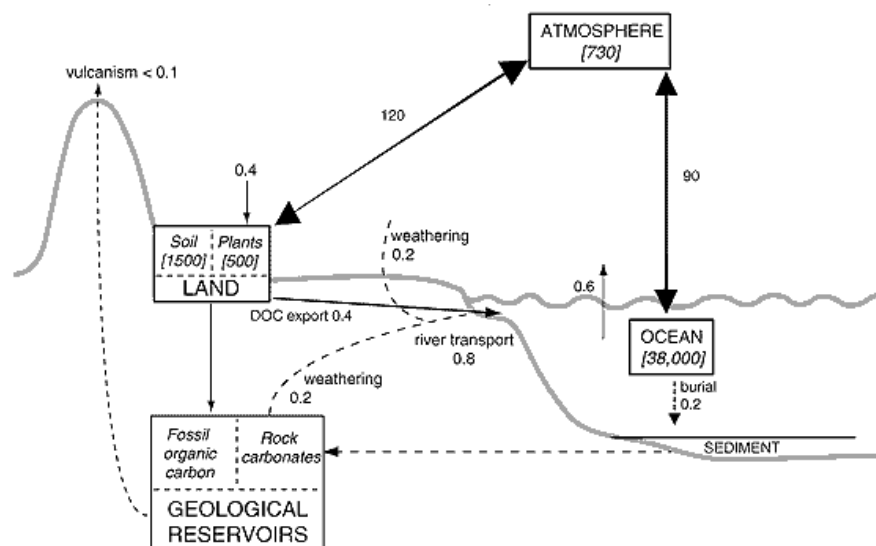 ATMOSPHERE
[730]
vulcanism < 0.1
120
90
0.4
Soil
[1500]
Plants
[500]
LAND
weathering
0.2
0.6
DOC export 0.4
river transport
0.8
OCEAN
[38,000]
weathering
0.2
burial
0.2
SEDIMENT
Fossil
organic
carbon
Rock
carbonates
GEOLOGICAL
RESERVOIRS